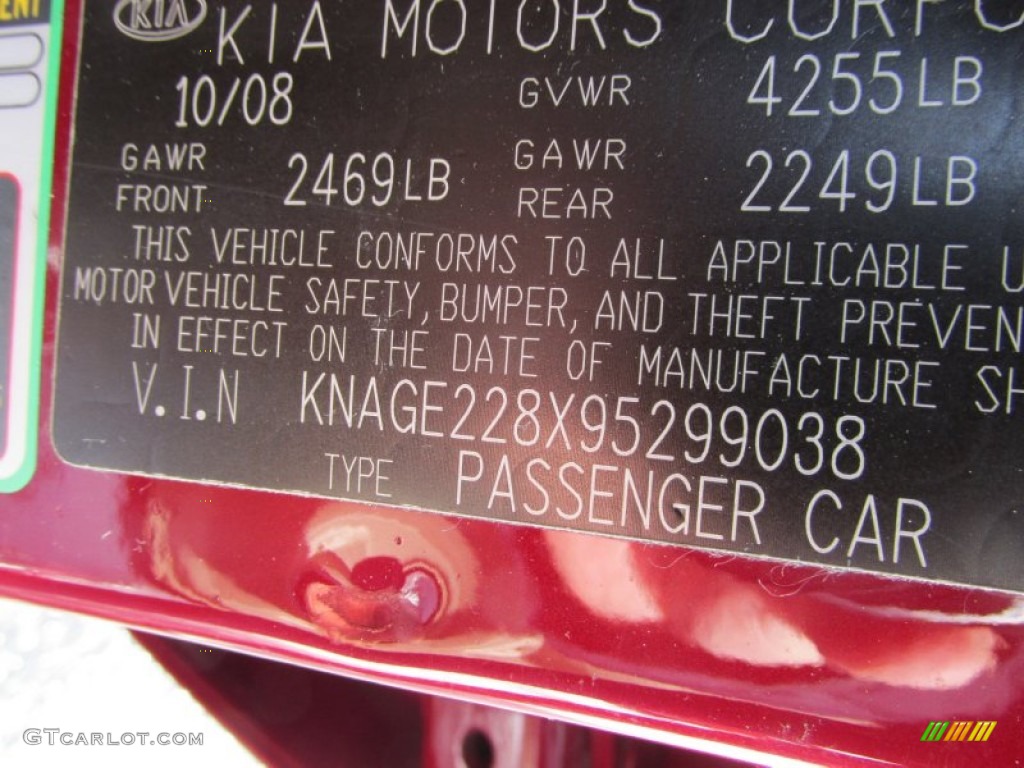 ENT
KIA KIA MOTORS CORPO
10/08 GVWR 4255LB
GAWR FRONT 2469LB GAWR REAR 2249LB
THIS VEHICLE CONFORMS TO ALL APPLICABLE U
MOTOR VEHICLE SAFETY, BUMPER, AND THEFT PREVEN
IN EFFECT ON THE DATE OF MANUFACTURE SH
V.I.N KNAGE228X95299038
TYPE PASSENGER CAR
GTCARLOT.COM